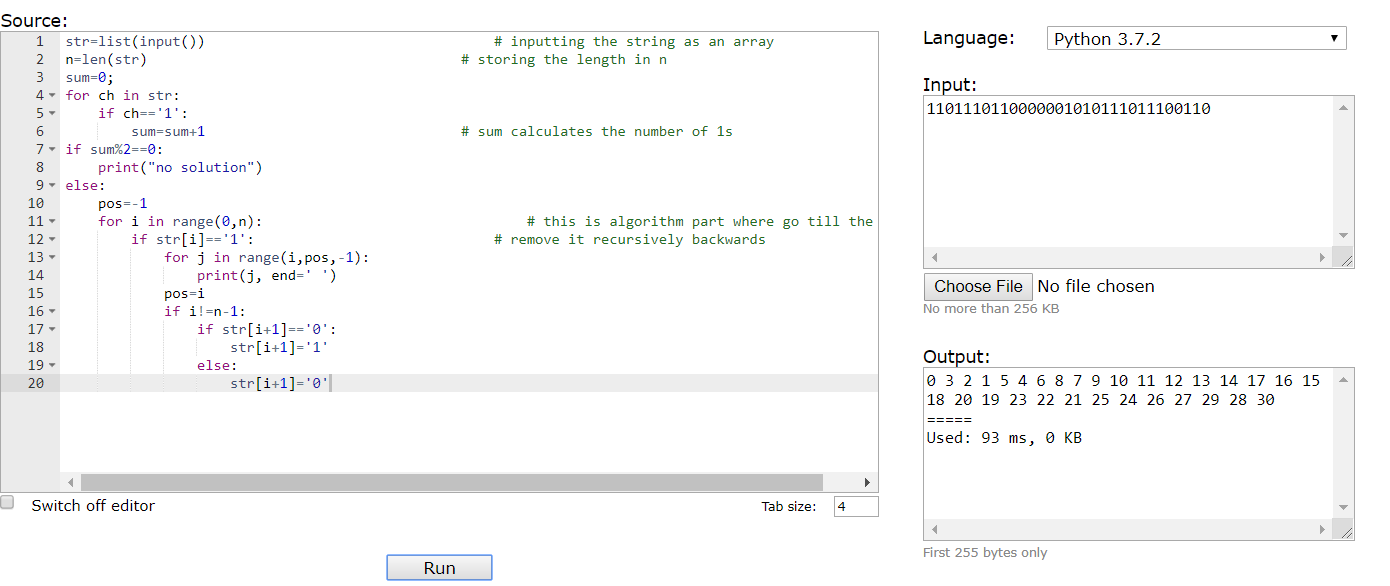 Source:
1 str=list(input()) # inputting the string as an array
2 n=len(str) # storing the length in n
3 sum=0;
4 for ch in str:
5 if ch=='1':
6 sum=sum+1 # sum calculates the number of 1s
7 if sum%2==0:
8 print("no solution")
9 else:
10 pos=-1
11 for i in range(0,n): # this is algorithm part where go till the
12 if str[i]=='1': # remove it recursively backwards
13 for j in range(i,pos,-1):
14 print(j, end=' ')
15 pos=i
16 if i!=n-1:
17 if str[i+1]=='0':
18 str[i+1]='1'
19 else:
20 str[i+1]='0'
Switch off editor
Tab size: 4
Run
Language: Python 3.7.2
Input:
1101110110000001010111011100110
Choose File No file chosen
No more than 256 KB
Output:
0 3 2 1 5 4 6 8 7 9 10 11 12 13 14 17 16 15
18 20 19 23 22 21 25 24 26 27 29 28 30
=====
Used: 93 ms, 0 KB
First 255 bytes only